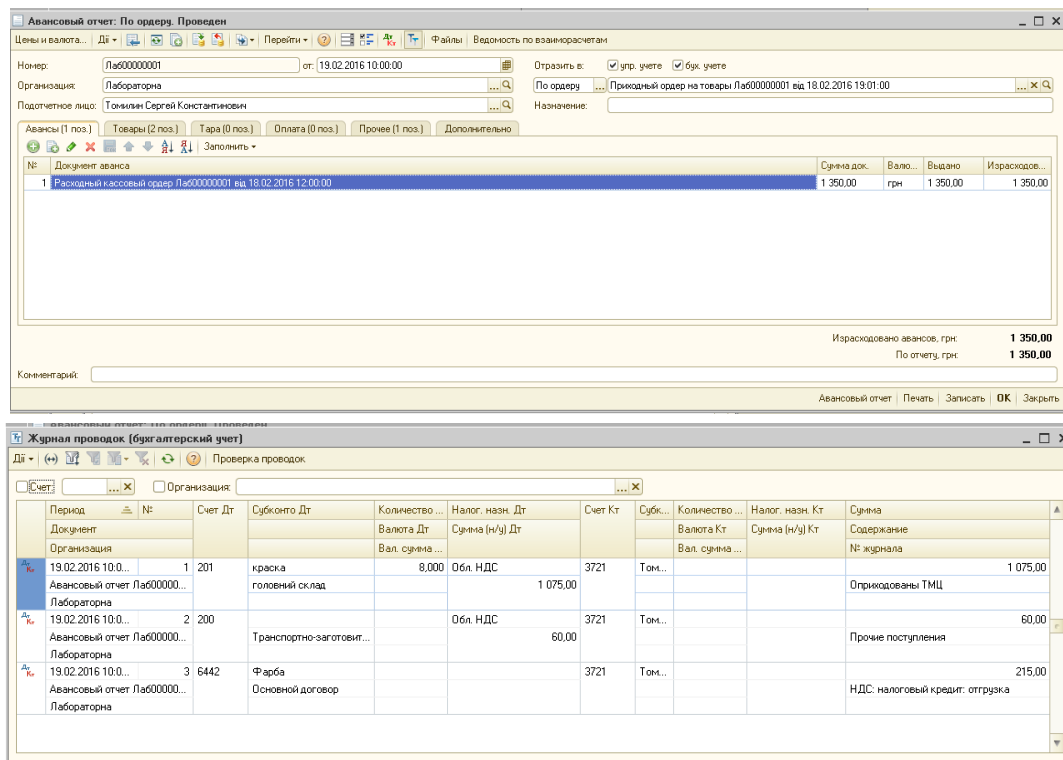 Авансовый отчет: По ордеру. Проведен
Цены и валюта... Дії Перейти Файлы Ведомость по взаиморасчетам
Номер: Лаб00000001 от: 19.02.2016 10:00:00 Отразить в: упр. учете бух. учете
Организация: Лабораторна ... По ордеру ... Приходный ордер на товары Лаб00000001 від 18.02.2016 19:01:00 ...
Подотчетное лицо: Томилин Сергей Константинович ... Назначение:
Авансы (1 поз.) Товары (2 поз.) Тара (0 поз.) Оплата (0 поз.) Прочее (1 поз.) Дополнительно
Заполнить
№ Документ аванса Сумма док. Валю... Выдано Израсходов...
1 Расходный кассовый ордер Лаб00000001 від 18.02.2016 12:00:00 1 350,00 грн 1 350,00 1 350,00
Израсходовано авансов, грн: 1 350,00
По отчету, грн: 1 350,00
Комментарий:
Авансовый отчет Печать Записать OK Закрыть
Журнал проводок (бухгалтерский учет)
Дії Проверка проводок
Счет: ... Организация: ...
Период № Счет Дт Субконто Дт Количество ... Налог. назн. Дт Счет Кт Субк... Количество ... Налог. назн. Кт Сумма
Документ Валюта Дт Сумма (н/у) Дт Валюта Кт Сумма (н/у) Кт Содержание
Организация Вал. сумма ... Вал. сумма ... № журнала
19.02.2016 10:0... 1 201 краска 8,000 Обл. НДС 3721 Том... 1 075,00
Авансовый отчет Лаб00000... головний склад 1 075,00 Оприходованы ТМЦ
Лабораторна
19.02.2016 10:0... 2 200 Обл. НДС 3721 Том... 60,00
Авансовый отчет Лаб00000... Транспортно-заготовит... 60,00 Прочие поступления
Лабораторна
19.02.2016 10:0... 3 6442 Фарба 3721 Том... 215,00
Авансовый отчет Лаб00000... Основной договор НДС: налоговый кредит: отгрузка
Лабораторна